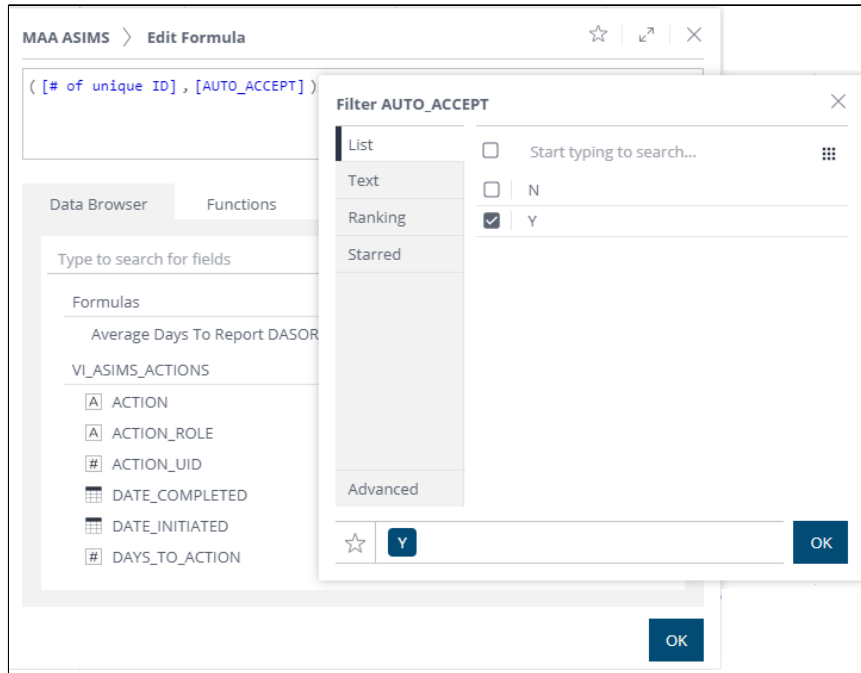 MAA ASIMS > Edit Formula
([# of unique ID],[AUTO_ACCEPT])
Data Browser Functions
Type to search for fields
Formulas
Average Days To Report DASOR
VI_ASIMS_ACTIONS
A ACTION
A ACTION_ROLE
# ACTION_UID
DATE_COMPLETED
DATE_INITIATED
# DAYS_TO_ACTION
OK
Filter AUTO_ACCEPT
List
Text
Ranking
Starred
Advanced
Start typing to search...
N
Y
Y
OK